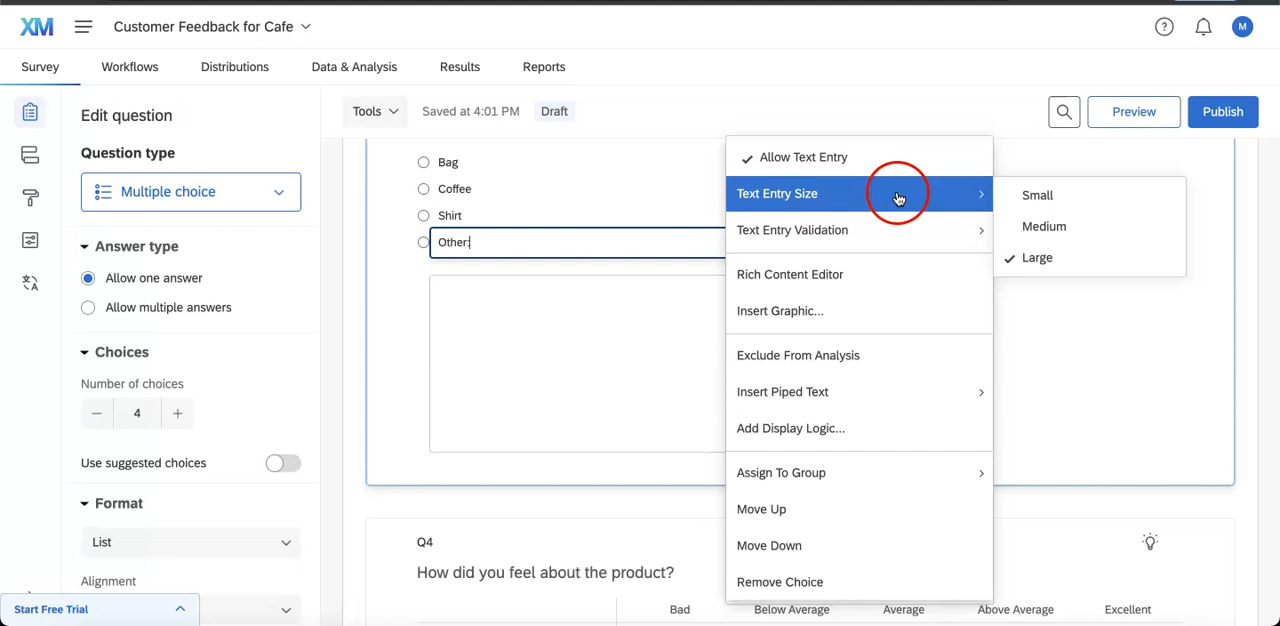 XM Customer Feedback for Cafe ? M
Survey Workflows Distributions Data & Analysis Results Reports
Edit question
Question type
Multiple choice
Answer type
Allow one answer
Allow multiple answers
Choices
Number of choices
4
Use suggested choices
Format
List
Alignment
Start Free Trial
Tools Saved at 4:01 PM Draft Preview Publish
Bag
Coffee
Shirt
Other:
Allow Text Entry
Text Entry Size
Text Entry Validation
Rich Content Editor
Insert Graphic...
Exclude From Analysis
Insert Piped Text
Add Display Logic...
Assign To Group
Move Up
Move Down
Remove Choice
Small
Medium
Large
Q4
How did you feel about the product?
Bad Below Average Average Above Average Excellent